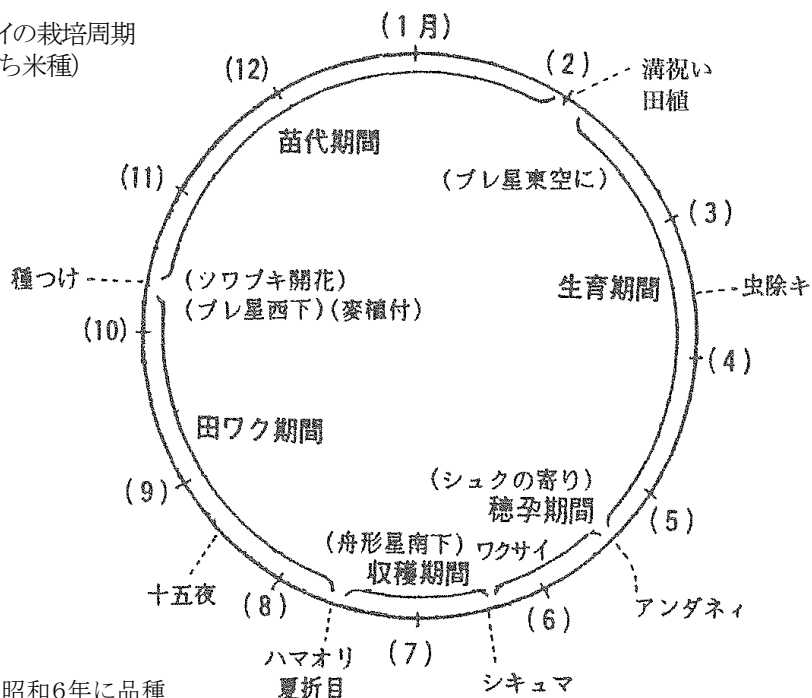 イの栽培周期
ち米種)
(1月)
(2)
溝祝い
田植
(12)
苗代期間
(ブレ星東空に)
(11)
(3)
種つけ
(ソワブキ開花)
生育期間
虫除キ
(ブレ星西下)(麥植付)
(10)
(4)
田ワク期間
(シュクの寄り)
穂孕期間
(9)
(5)
(舟形星南下)
ワクサイ
収穫期間
十五夜
(8)
アンダネィ
(6)
ハマオリ
夏折目
(7)
シキュマ
昭和6年に品種